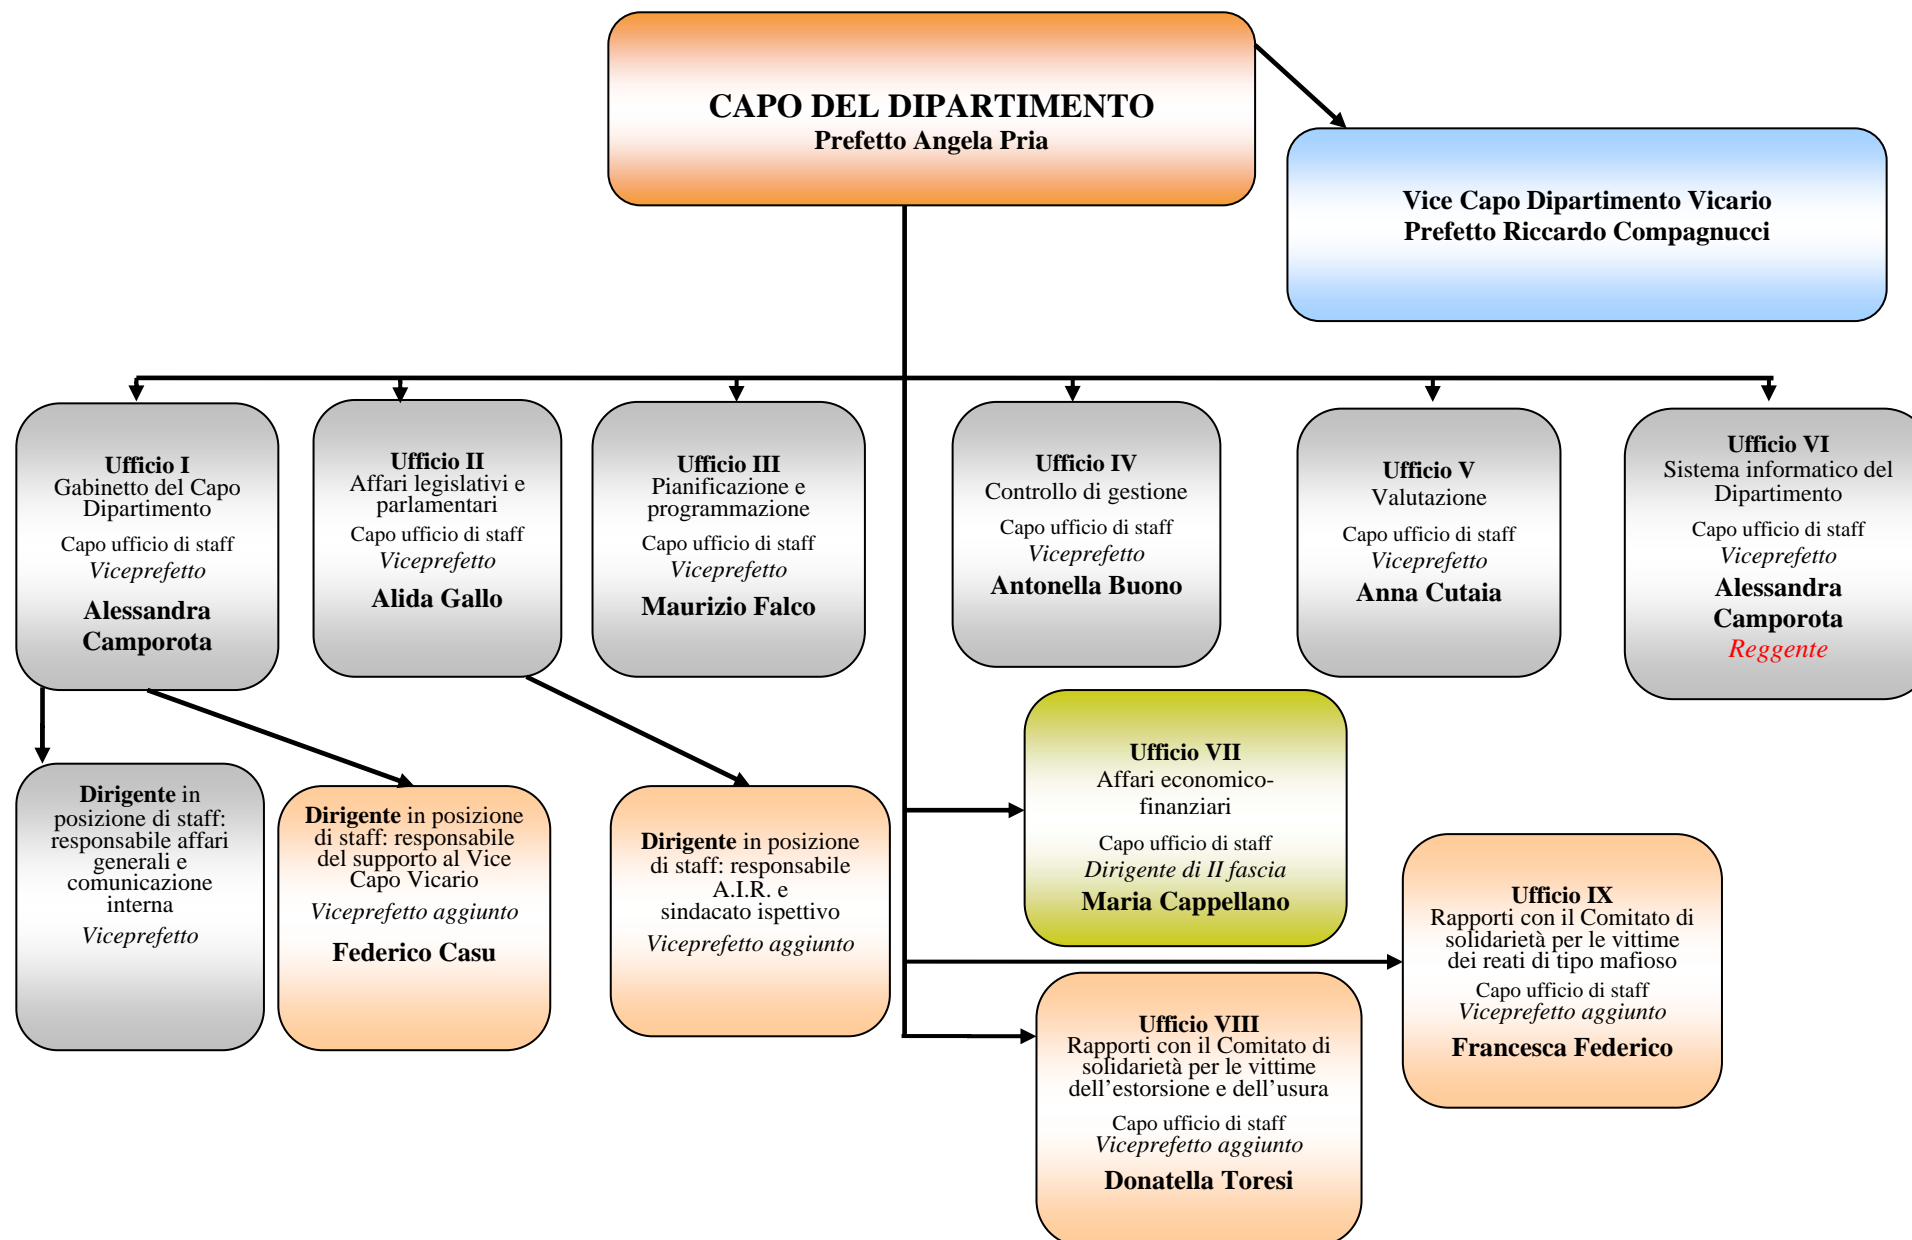 CAPO DEL DIPARTIMENTO
Prefetto Angela Pria
Vice Capo Dipartimento Vicario
Prefetto Riccardo Compagnucci
Ufficio I
Gabinetto del Capo
Dipartimento
Capo ufficio di staff
Viceprefetto
Alessandra
Camporota
Ufficio II
Affari legislativi e
parlamentari
Capo ufficio di staff
Viceprefetto
Alida Gallo
Ufficio III
Pianificazione e
programmazione
Capo ufficio di staff
Viceprefetto
Maurizio Falco
Ufficio IV
Controllo di gestione
Capo ufficio di staff
Viceprefetto
Antonella Buono
Ufficio V
Valutazione
Capo ufficio di staff
Viceprefetto
Anna Cutaia
Ufficio VI
Sistema informatico del
Dipartimento
Capo ufficio di staff
Viceprefetto
Alessandra
Camporota
Reggente
Dirigente in
posizione di staff:
responsabile affari
generali e
comunicazione
interna
Viceprefetto
Dirigente in posizione
di staff: responsabile
del supporto al Vice
Capo Vicario
Viceprefetto aggiunto
Federico Casu
Dirigente in posizione
di staff: responsabile
A.I.R. e
sindacato ispettivo
Viceprefetto aggiunto
Ufficio VII
Affari economico-
finanziari
Capo ufficio di staff
Dirigente di II fascia
Maria Cappellano
Ufficio IX
Rapporti con il Comitato di
solidarietà per le vittime
dei reati di tipo mafioso
Capo ufficio di staff
Viceprefetto aggiunto
Francesca Federico
Ufficio VIII
Rapporti con il Comitato di
solidarietà per le vittime
dell’estorsione e dell’usura
Capo ufficio di staff
Viceprefetto aggiunto
Donatella Toresi